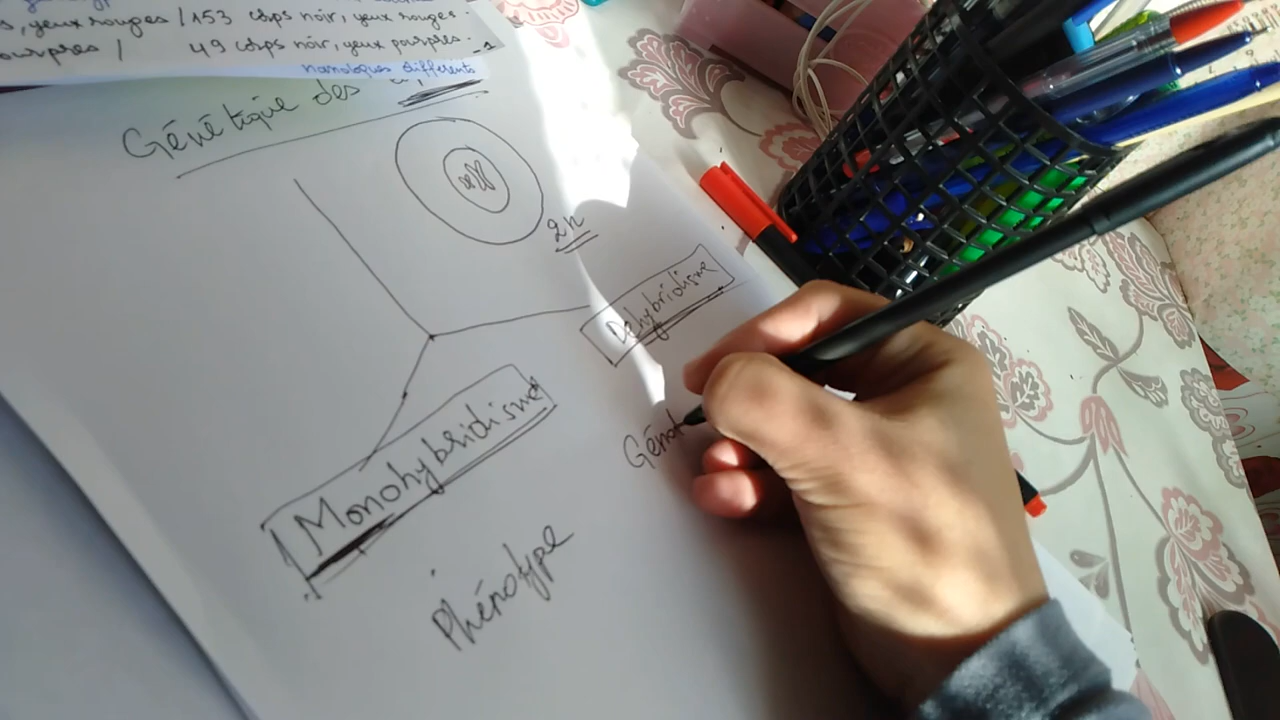 , yeux rouges / 153 corps noir, yeux rouges.
pourpres / 49 corps noir, yeux pourpres.
homologues différents
Génétique des
2n
Dihybridisme
Monohybridisme
Génot
Phénotype